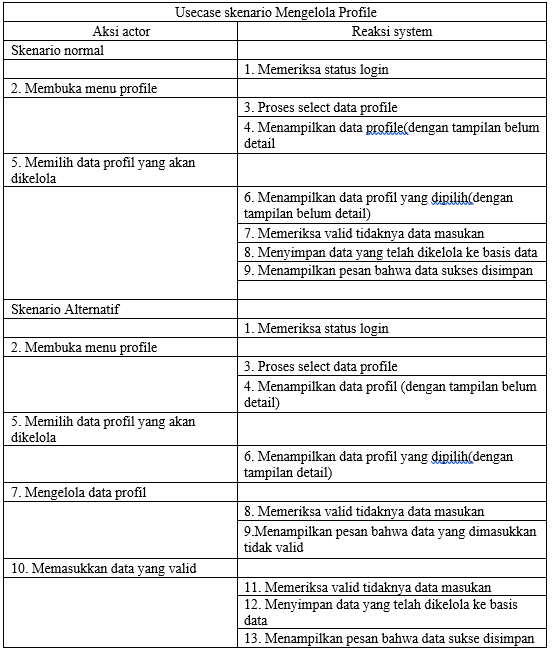 Usecase skenario Mengelola Profile
Aksi actor
Reaksi system
Skenario normal
1. Memeriksa status login
2. Membuka menu profile
3. Proses select data profile
4. Menampilkan data profile(dengan tampilan belum
detail
5. Memilih data profil yang akan
dikelola
6. Menampilkan data profil yang dipilih(dengan
tampilan belum detail)
7. Memeriksa valid tidaknya data masukan
8. Menyimpan data yang telah dikelola ke basis data
9. Menampilkan pesan bahwa data sukses disimpan
Skenario Alternatif
1. Memeriksa status login
2. Membuka menu profile
3. Proses select data profile
4. Menampilkan data profil (dengan tampilan belum
detail)
5. Memilih data profil yang akan
dikelola
6. Menampilkan data profil yang dipilih(dengan
tampilan detail)
7. Mengelola data profil
8. Memeriksa valid tidaknya data masukan
9.Menampilkan pesan bahwa data yang dimasukkan
tidak valid
10. Memasukkan data yang valid
11. Memeriksa valid tidaknya data masukan
12. Menyimpan data yang telah dikelola ke basis
data
13. Menampilkan pesan bahwa data sukse disimpan